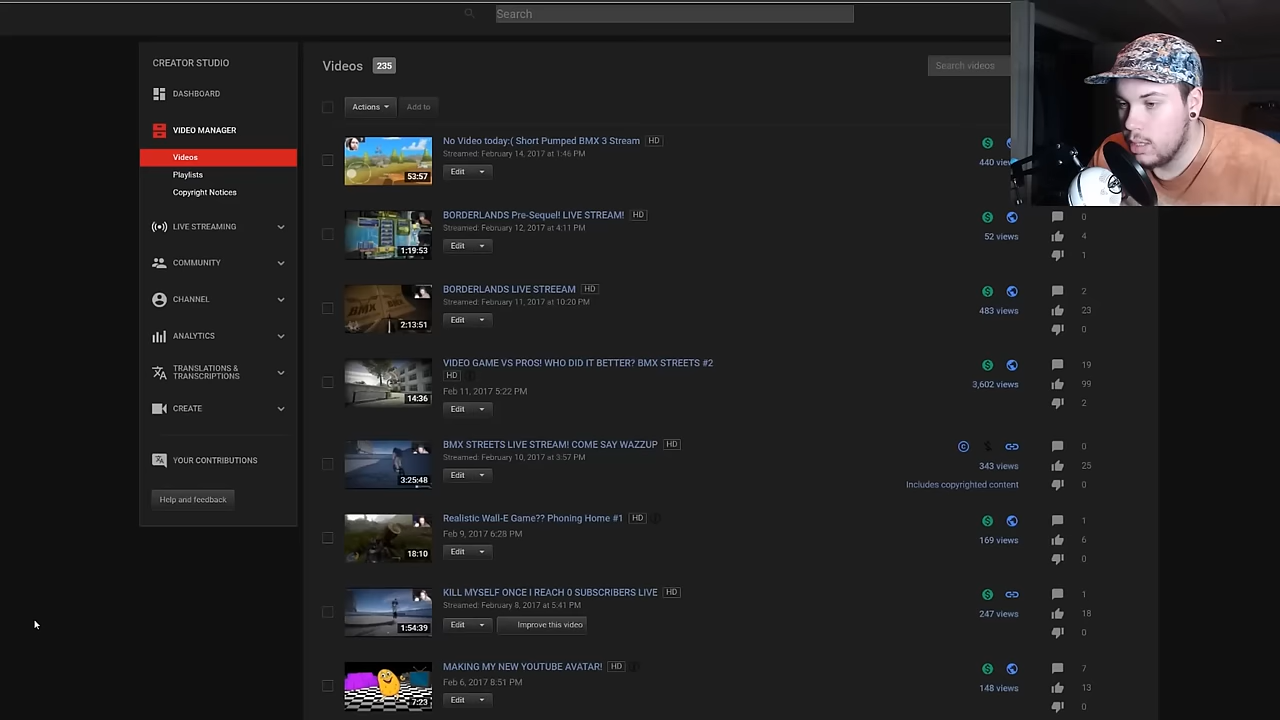 Search
CREATOR STUDIO
DASHBOARD
VIDEO MANAGER
Videos
Playlists
Copyright Notices
LIVE STREAMING
COMMUNITY
CHANNEL
ANALYTICS
TRANSLATIONS &
TRANSCRIPTIONS
CREATE
YOUR CONTRIBUTIONS
Help and feedback
Videos 235
Search videos
Actions Add to
No Video today:( Short Pumped BMX 3 Stream HD
Streamed: February 14, 2017 at 1:46 PM
53:57
Edit
440
BORDERLANDS Pre-Sequel! LIVE STREAM! HD
Streamed: February 12, 2017 at 4:11 PM
1:19:53
Edit
52 views
0
4
1
BORDERLANDS LIVE STREEAM HD
Streamed: February 11, 2017 at 10:20 PM
2:13:51
Edit
483 views
2
23
0
VIDEO GAME VS PROS! WHO DID IT BETTER? BMX STREETS #2
HD
Feb 11, 2017 5:22 PM
14:36
Edit
3,602 views
19
99
2
BMX STREETS LIVE STREAM! COME SAY WAZZUP HD
Streamed: February 10, 2017 at 3:57 PM
3:25:48
Edit
343 views
Includes copyrighted content
0
25
0
Realistic Wall-E Game?? Phoning Home #1 HD
Feb 9, 2017 6:28 PM
18:10
Edit
169 views
1
6
0
KILL MYSELF ONCE I REACH 0 SUBSCRIBERS LIVE HD
Streamed: February 8, 2017 at 5:41 PM
1:54:39
Edit Improve this video
247 views
1
18
0
MAKING MY NEW YOUTUBE AVATAR! HD
Feb 6, 2017 8:51 PM
7:23
Edit
148 views
7
13
0